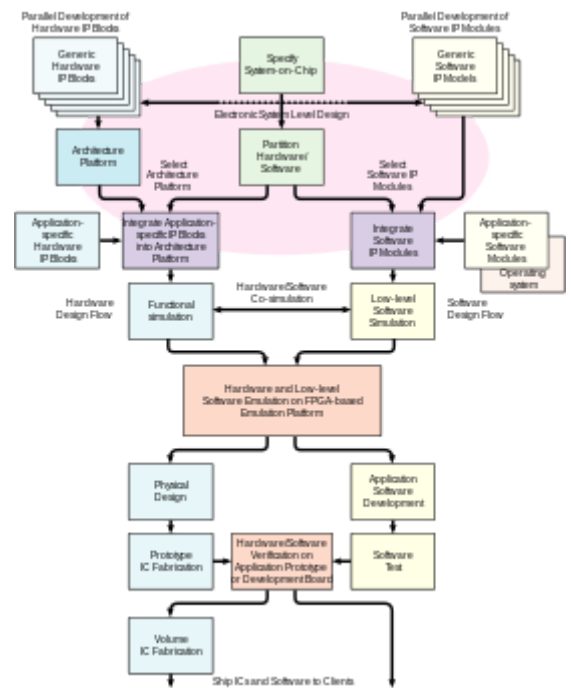 Parallel Development of
Hardware IP Blocks
Parallel Development of
Software IP Modules
Generic
Hardware
IP Blocks
Specify
System-on-Chip
Generic
Software
IP Models
Electronic System Level Design
Architecture
Platform
Select
Architecture
Platform
Partition
Hardware/
Software
Select
Software IP
Modules
Application-
specific
Hardware
IP Blocks
Integrate Application-
specific IP Blocks
into Architecture
Platform
Integrate
Software
IP Modules
Application-
specific
Software
Modules
Operating
system
Hardware
Design Flow
Functional
simulation
Hardware/Software
Co-simulation
Low-level
Software
Simulation
Software
Design Flow
Hardware and Low-level
Software Emulation on FPGA-based
Emulation Platform
Physical
Design
Application
Software
Development
Prototype
IC Fabrication
Hardware/Software
Verification on
Application Prototype
or Development Board
Software
Test
Volume
IC Fabrication
Ship ICs and Software to Clients